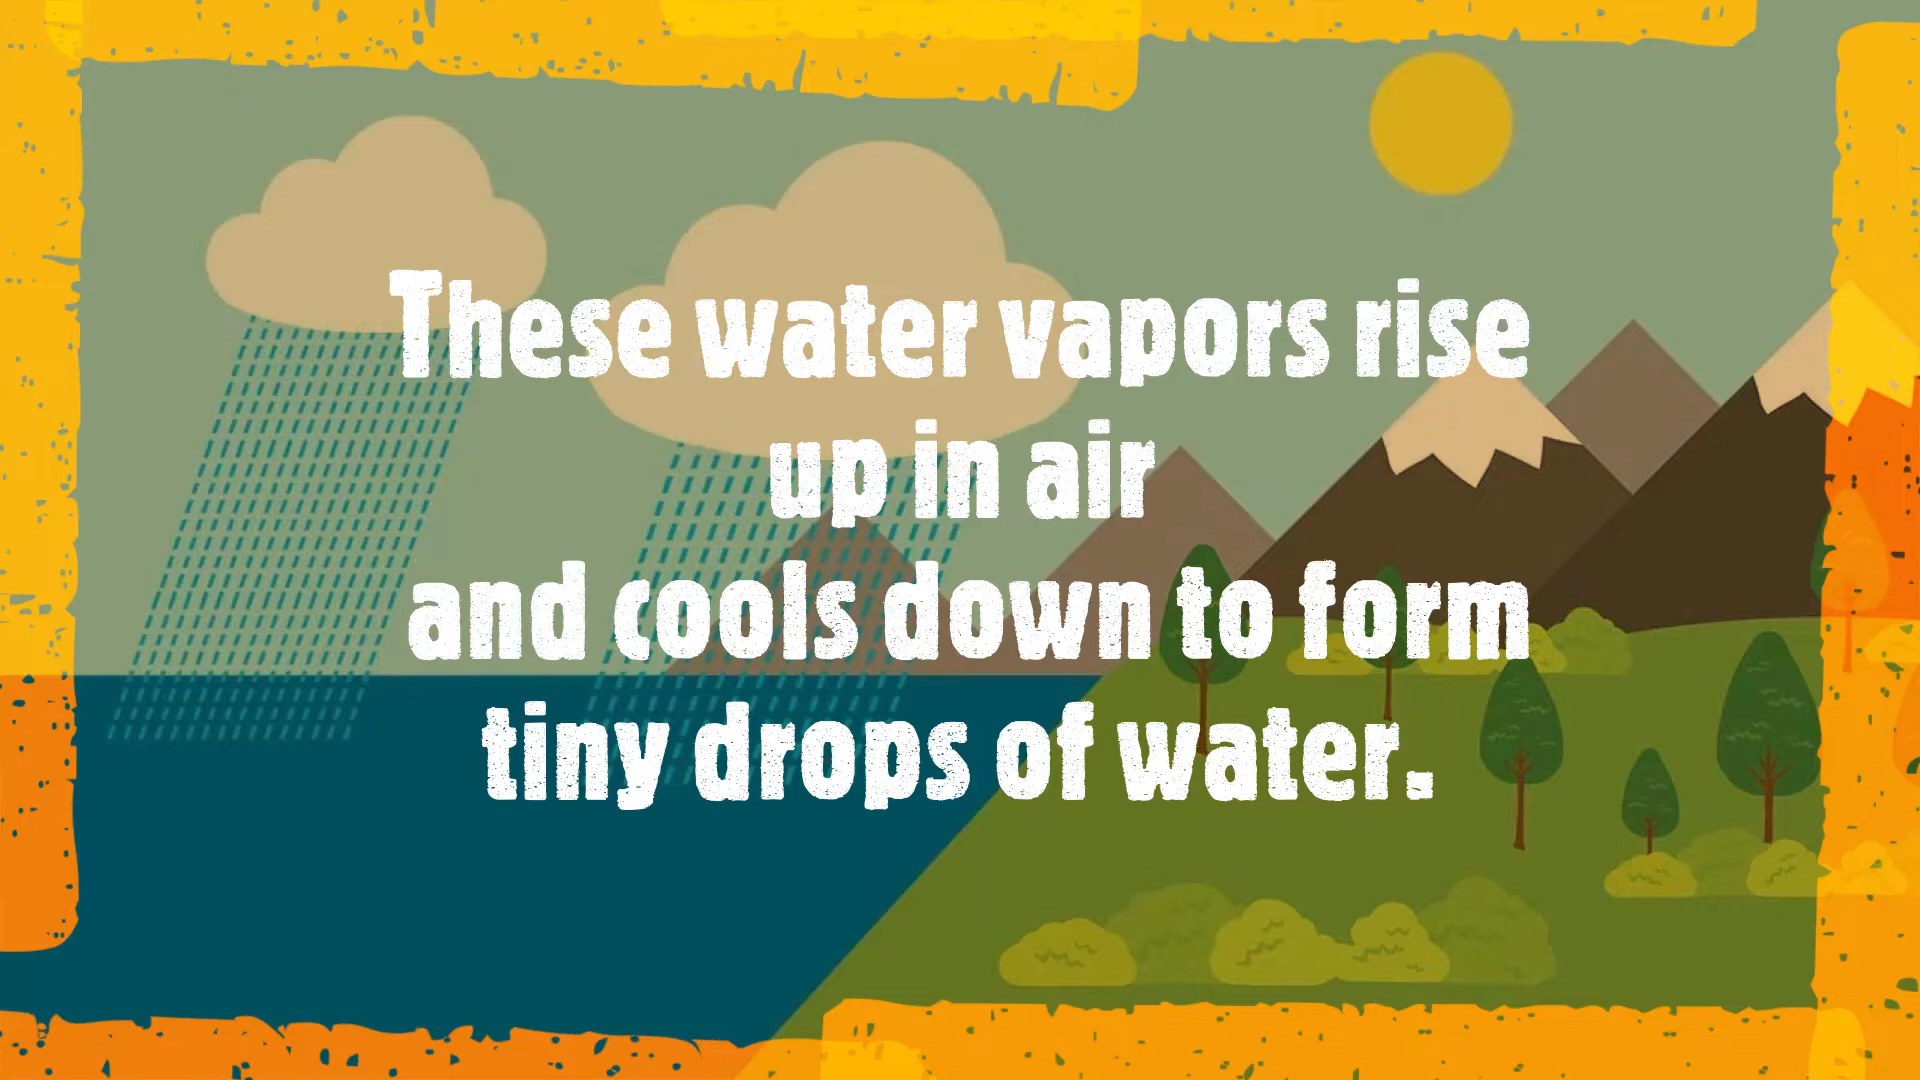 These water vapors rise
up in air
and cools down to form
tiny drops of water.